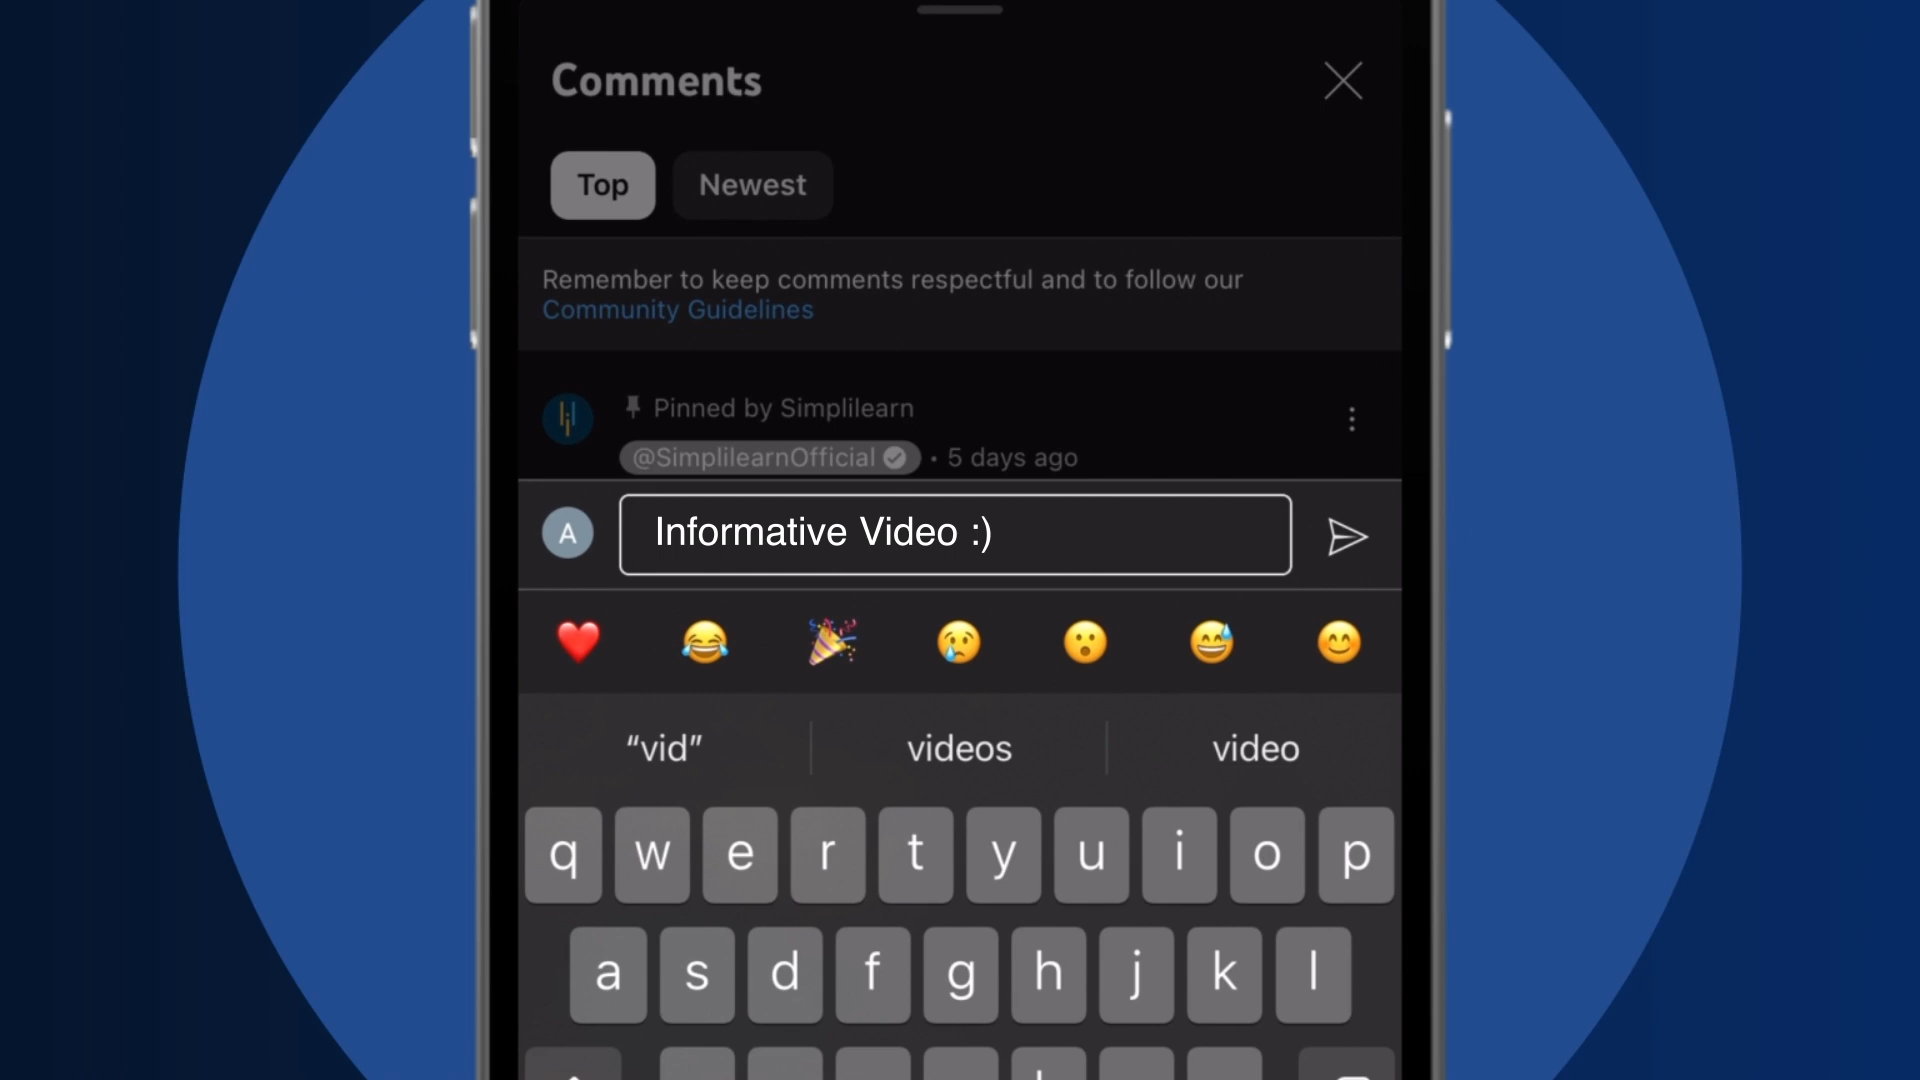 Comments
Top Newest
Remember to keep comments respectful and to follow our
Community Guidelines
Pinned by Simplilearn
@SimplilearnOfficial • 5 days ago
A Informative Video :)
“vid” videos video
q w e r t y u i o p
a s d f g h j k l